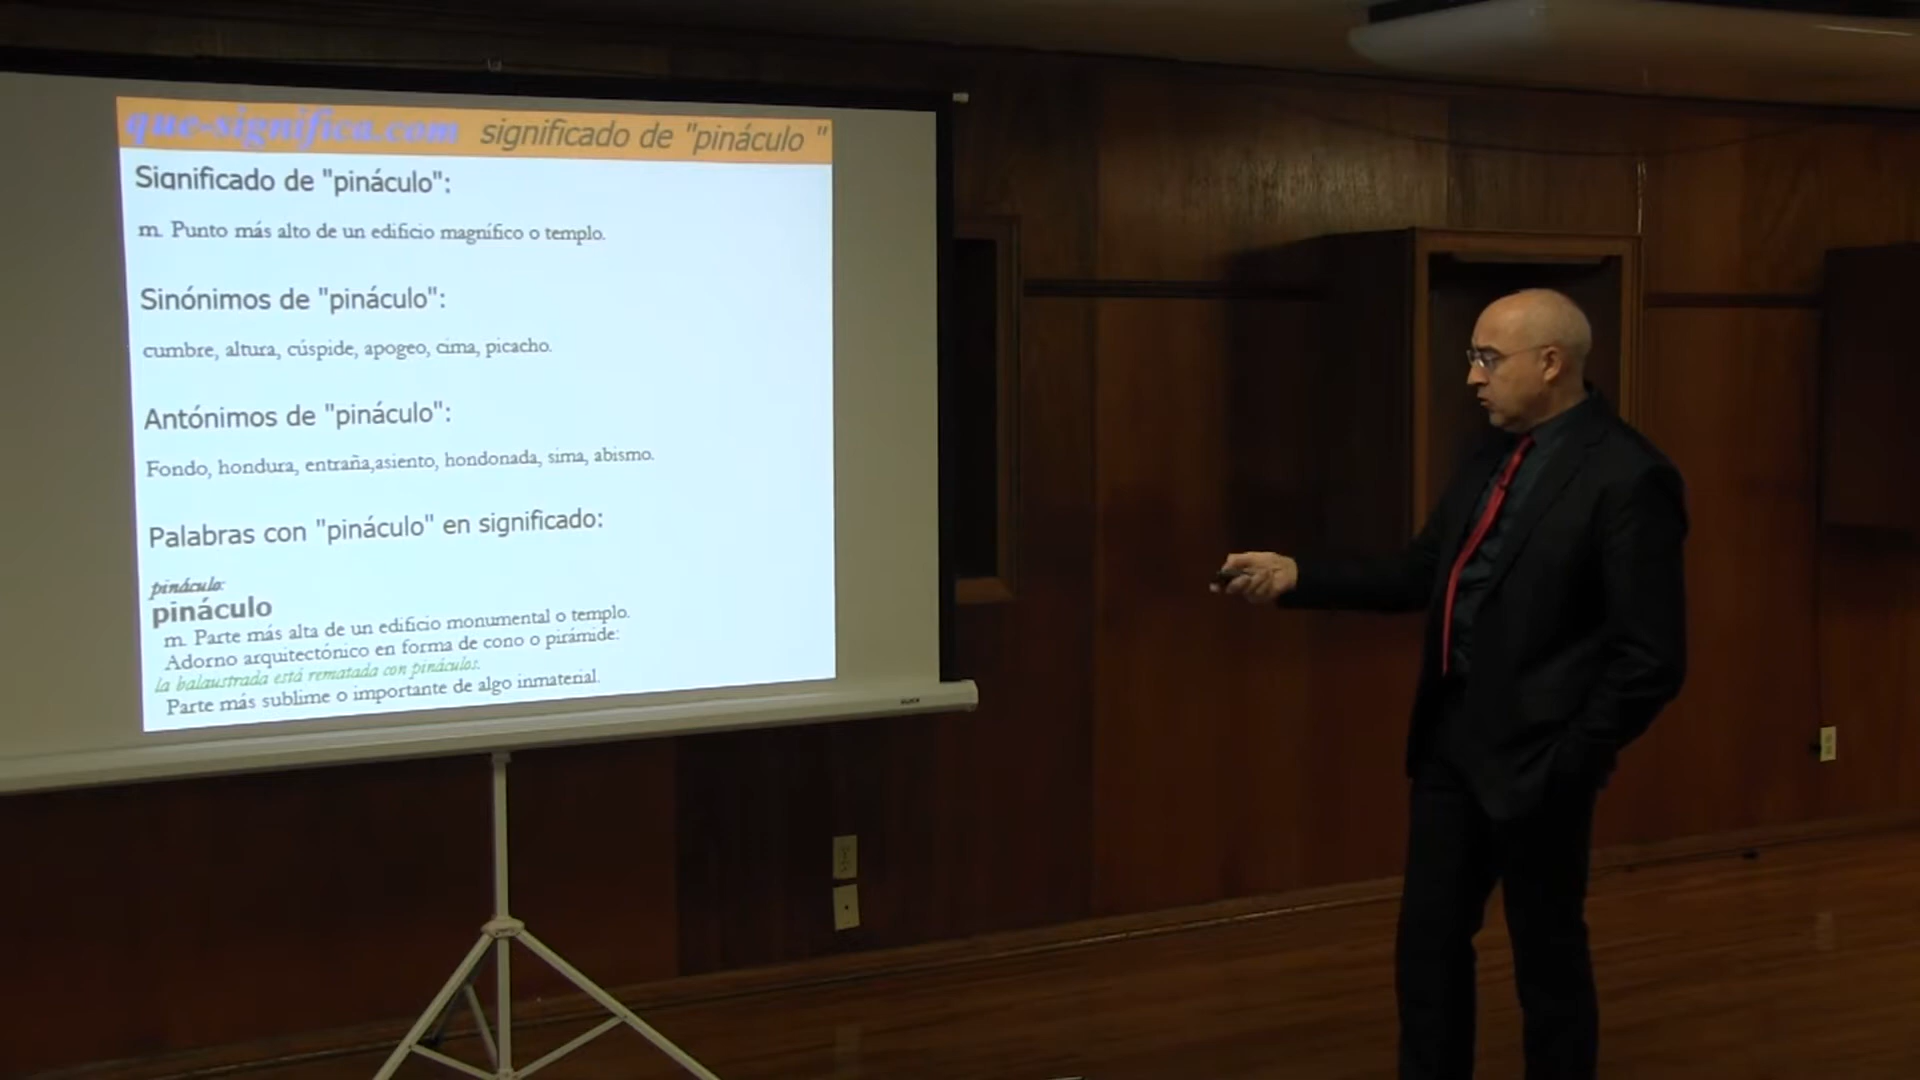 que-significa.com significado de "pináculo "
Significado de "pináculo":
m. Punto más alto de un edificio magnífico o templo.
Sinónimos de "pináculo":
cumbre, altura, cúspide, apogeo, cima, picacho.
Antónimos de "pináculo":
Fondo, hondura, entraña,asiento, hondonada, sima, abismo.
Palabras con "pináculo" en significado:
pináculo:
pináculo
m. Parte más alta de un edificio monumental o templo.
Adorno arquitectónico en forma de cono o pirámide:
la balaustrada está rematada con pináculos.
Parte más sublime o importante de algo inmaterial.